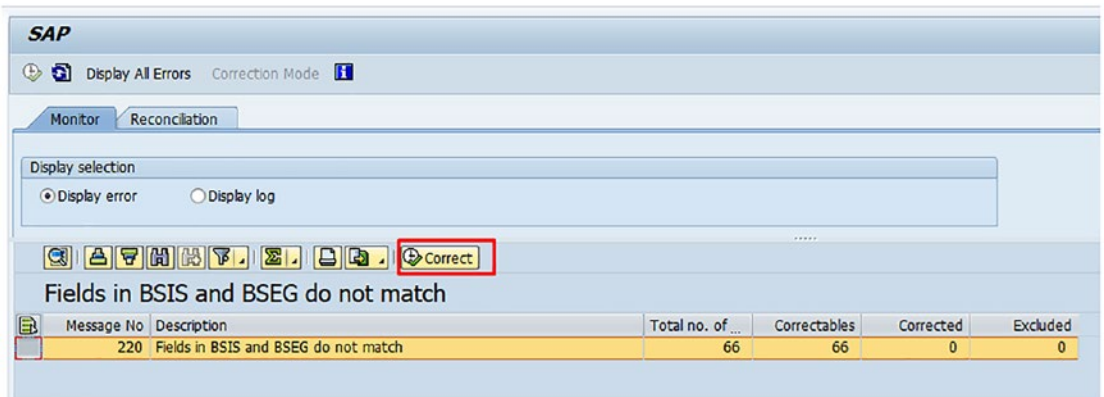 SAP
Display All Errors Correction Mode
Monitor Reconciliation
Display selection
Display error Display log
Correct
Fields in BSIS and BSEG do not match
Message No Description Total no. of ... Correctables Corrected Excluded
220 Fields in BSIS and BSEG do not match 66 66 0 0